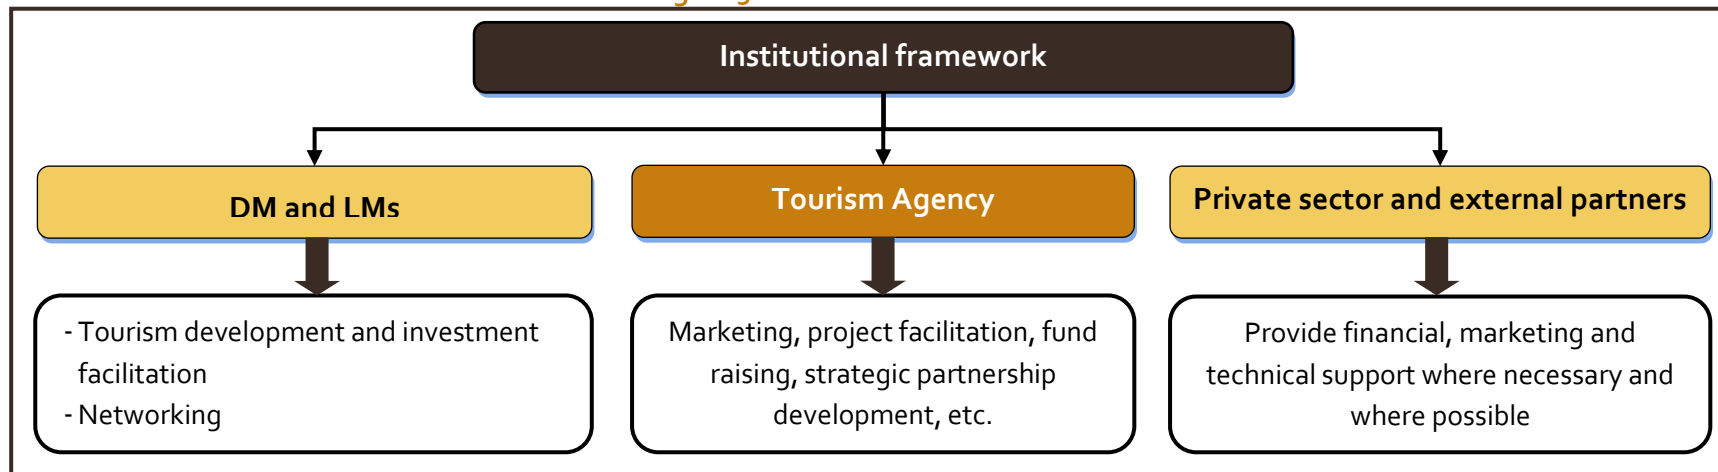 Institutional framework
DM and LMs
Tourism Agency
Private sector and external partners
- Tourism development and investment
facilitation
- Networking
Marketing, project facilitation, fund
raising, strategic partnership
development, etc.
Provide financial, marketing and
technical support where necessary and
where possible